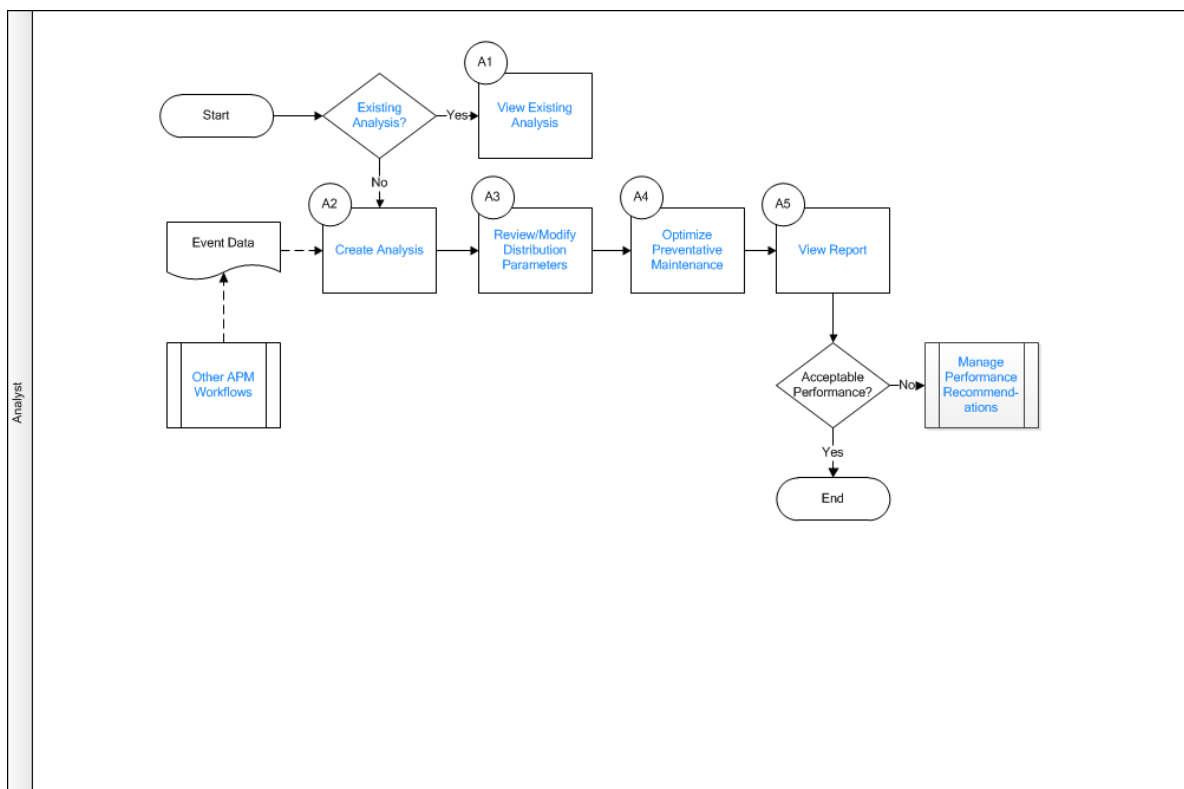 A1
Start
Existing
Analysis?
Yes
View Existing
Analysis
No
A2
A3
A4
A5
Event Data
Create Analysis
Review/Modify
Distribution
Parameters
Optimize
Preventative
Maintenance
View Report
Other APM
Workflows
Acceptable
Performance?
No
Manage
Performance
Recommend-
ations
Analyst
Yes
End